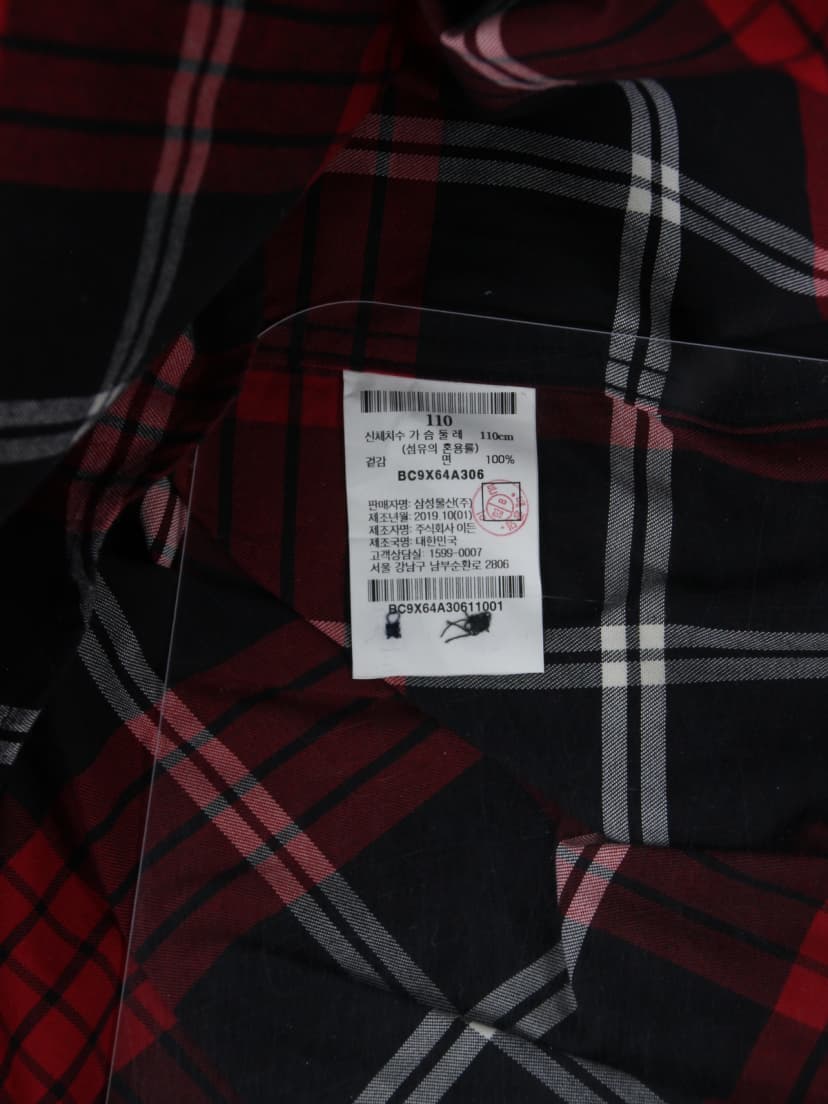 110
신체치수 가 슴 둘 레 110cm
(섬유의 혼용률)
겉감 면 100%
BC9X64A306
판매자명: 삼성물산(주)
제조년월: 2019.10(01)
제조자명: 주식회사 이든
제조국명: 대한민국
고객상담실: 1599-0007
서울 강남구 남부순환로 2806
BC9X64A30611001